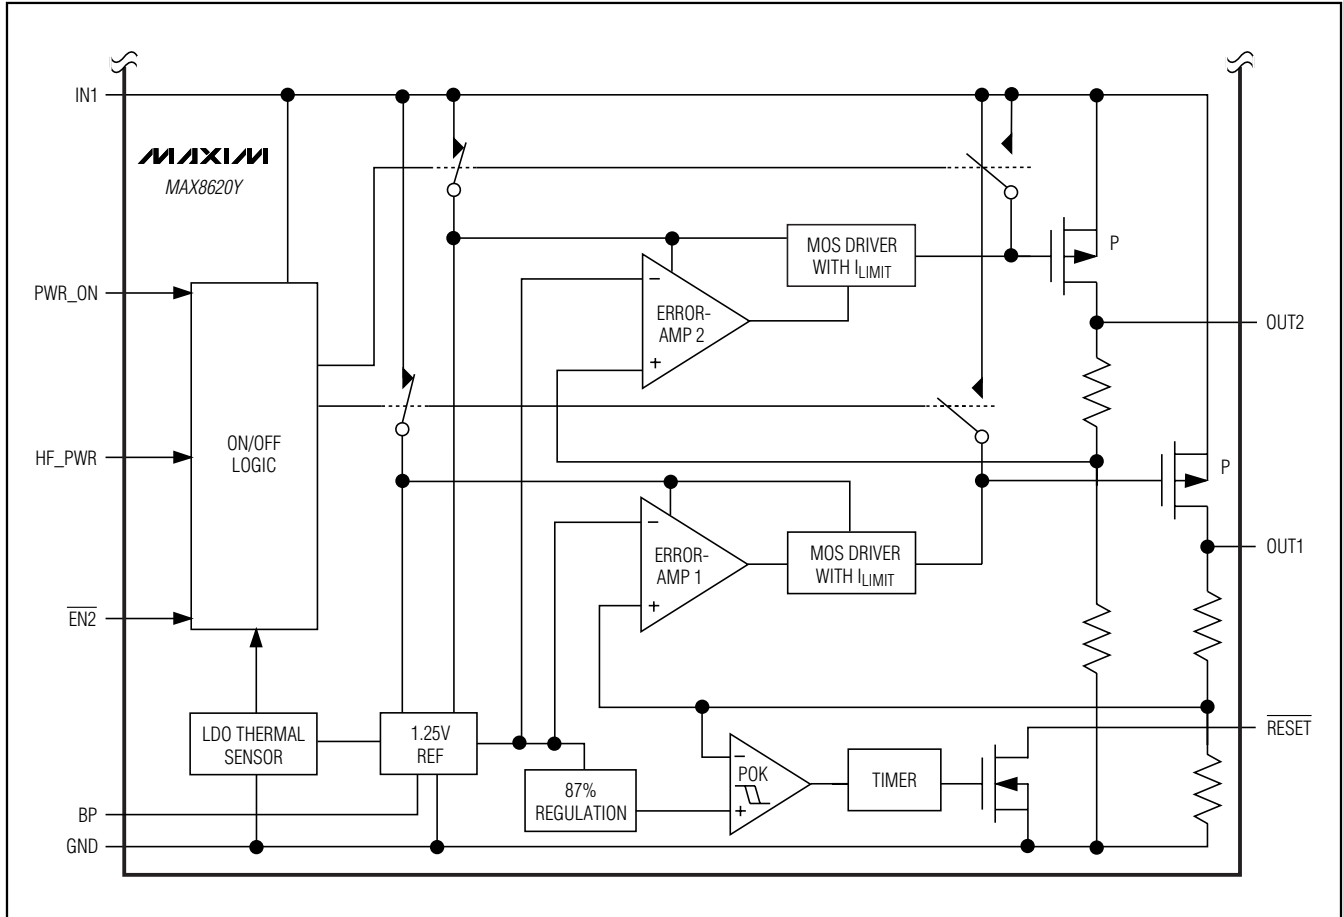 IN1
MAXIM
MAX8620Y
PWR_ON
HF_PWR
EN2
BP
GND
ON/OFF
LOGIC
LDO THERMAL
SENSOR
1.25V
REF
−
ERROR-
AMP 2
+
MOS DRIVER
WITH ILIMIT
P
OUT2
−
ERROR-
AMP 1
+
MOS DRIVER
WITH ILIMIT
P
OUT1
87%
REGULATION
−
POK
+
TIMER
RESET